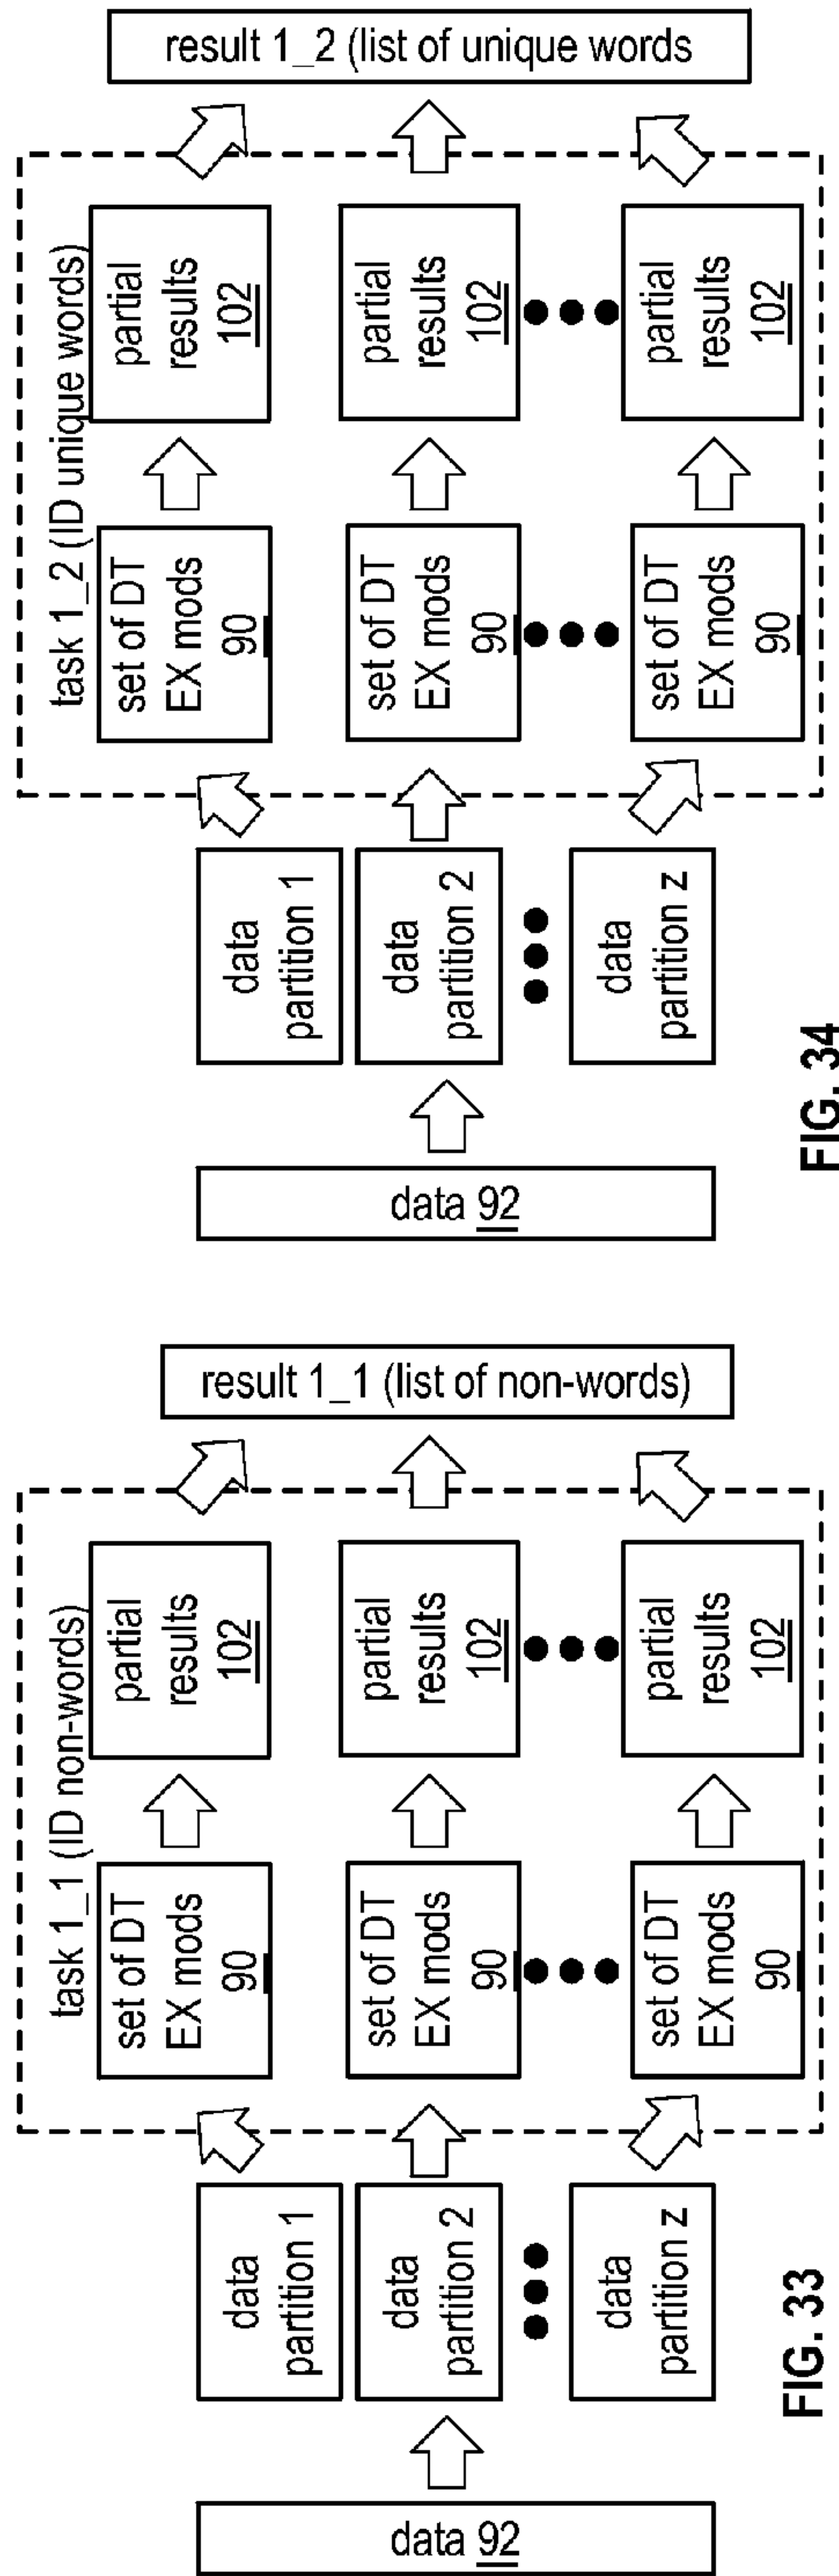 data 92
data
partition 1
data
partition 2
data
partition z
task 1_1 (ID non-words)
set of DT
EX mods
90
set of DT
EX mods
90
set of DT
EX mods
90
partial
results
102
partial
results
102
partial
results
102
result 1_1 (list of non-words)
FIG. 33
data 92
data
partition 1
data
partition 2
data
partition z
task 1_2 (ID unique words)
set of DT
EX mods
90
set of DT
EX mods
90
set of DT
EX mods
90
partial
results
102
partial
results
102
partial
results
102
result 1_2 (list of unique words
FIG. 34